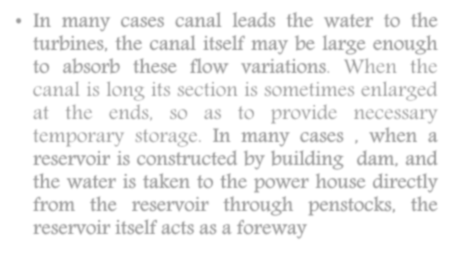 • In many cases canal leads the water to the
turbines, the canal itself may be large enough
to absorb these flow variations. When the
canal is long its section is sometimes enlarged
at the ends, so as to provide necessary
temporary storage. In many cases , when a
reservoir is constructed by building dam, and
the water is taken to the power house directly
from the reservoir through penstocks, the
reservoir itself acts as a foreway